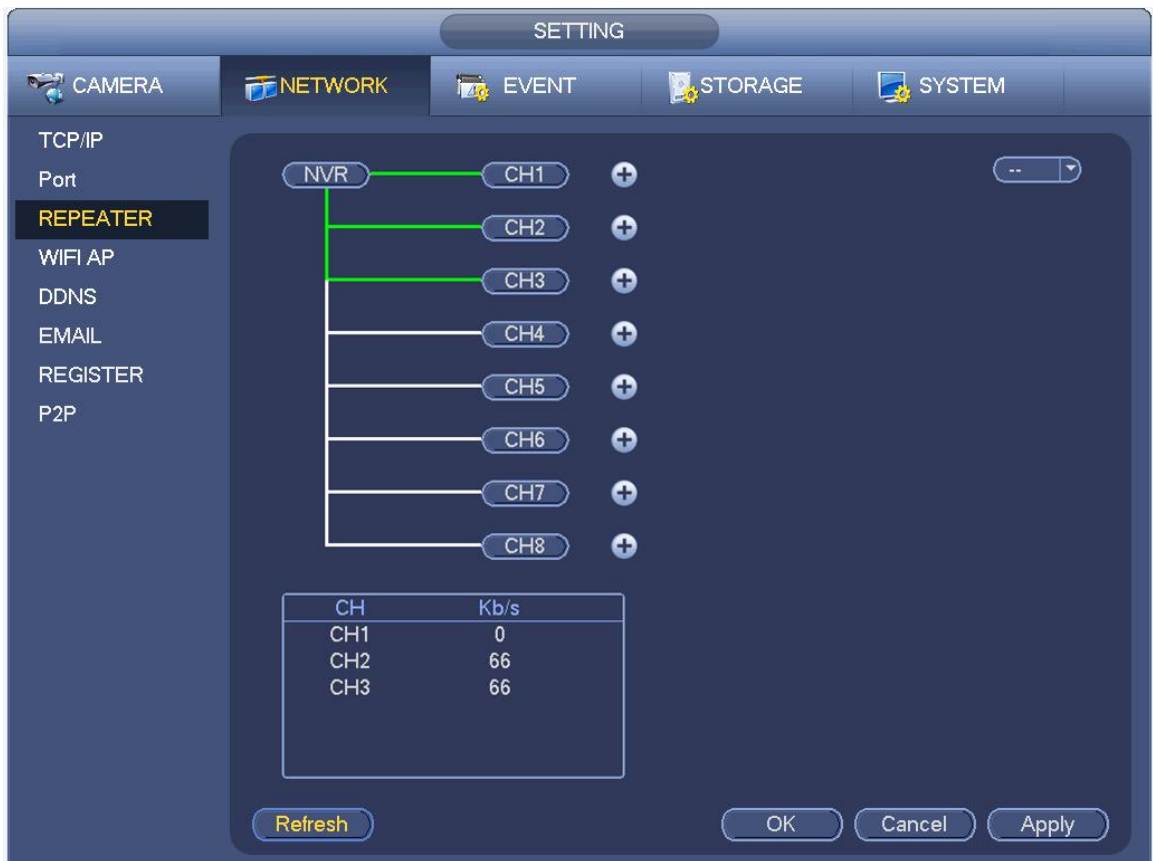 SETTING
CAMERA NETWORK EVENT STORAGE SYSTEM
TCP/IP
Port
REPEATER
WIFI AP
DDNS
EMAIL
REGISTER
P2P
NVR CH1 --
CH2
CH3
CH4
CH5
CH6
CH7
CH8
CH Kb/s
CH1 0
CH2 66
CH3 66
Refresh OK Cancel Apply